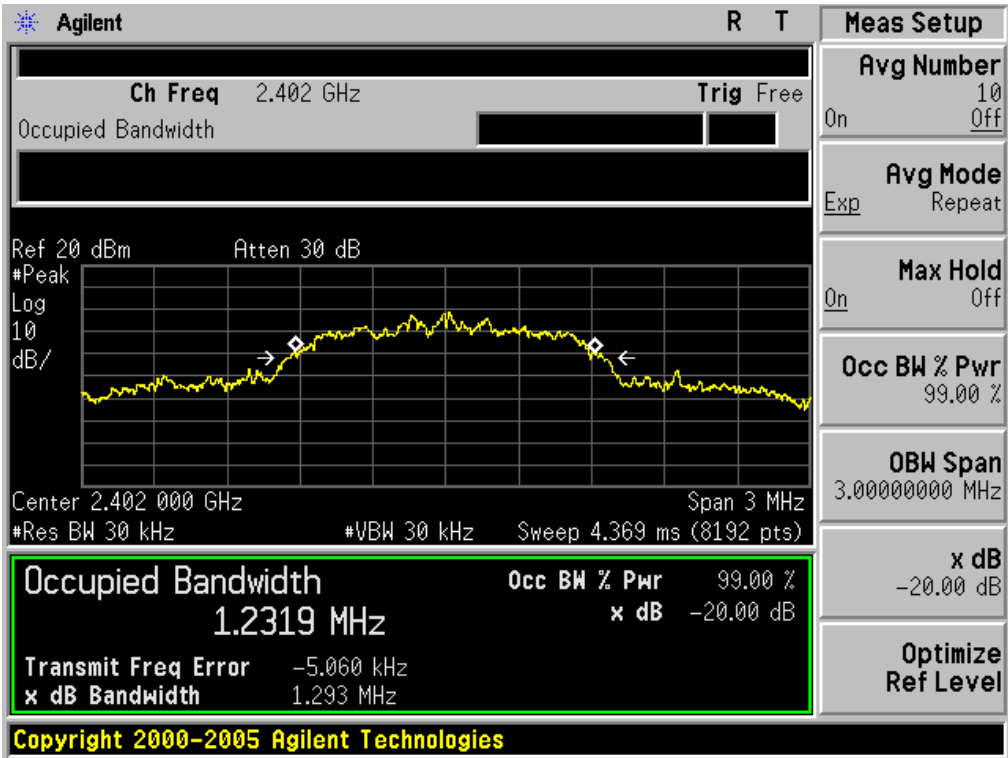 Agilent R T
Ch Freq 2.402 GHz Trig Free
Occupied Bandwidth
Ref 20 dBm Atten 30 dB
#Peak
Log
10
dB/
Center 2.402 000 GHz Span 3 MHz
#Res BW 30 kHz #VBW 30 kHz Sweep 4.369 ms (8192 pts)
Occupied Bandwidth Occ BW % Pwr 99.00 %
1.2319 MHz x dB -20.00 dB
Transmit Freq Error -5.060 kHz
x dB Bandwidth 1.293 MHz
Copyright 2000-2005 Agilent Technologies
Meas Setup
Avg Number
10
On Off
Avg Mode
Exp Repeat
Max Hold
On Off
Occ BW % Pwr
99.00 %
OBW Span
3.00000000 MHz
x dB
-20.00 dB
Optimize
Ref Level